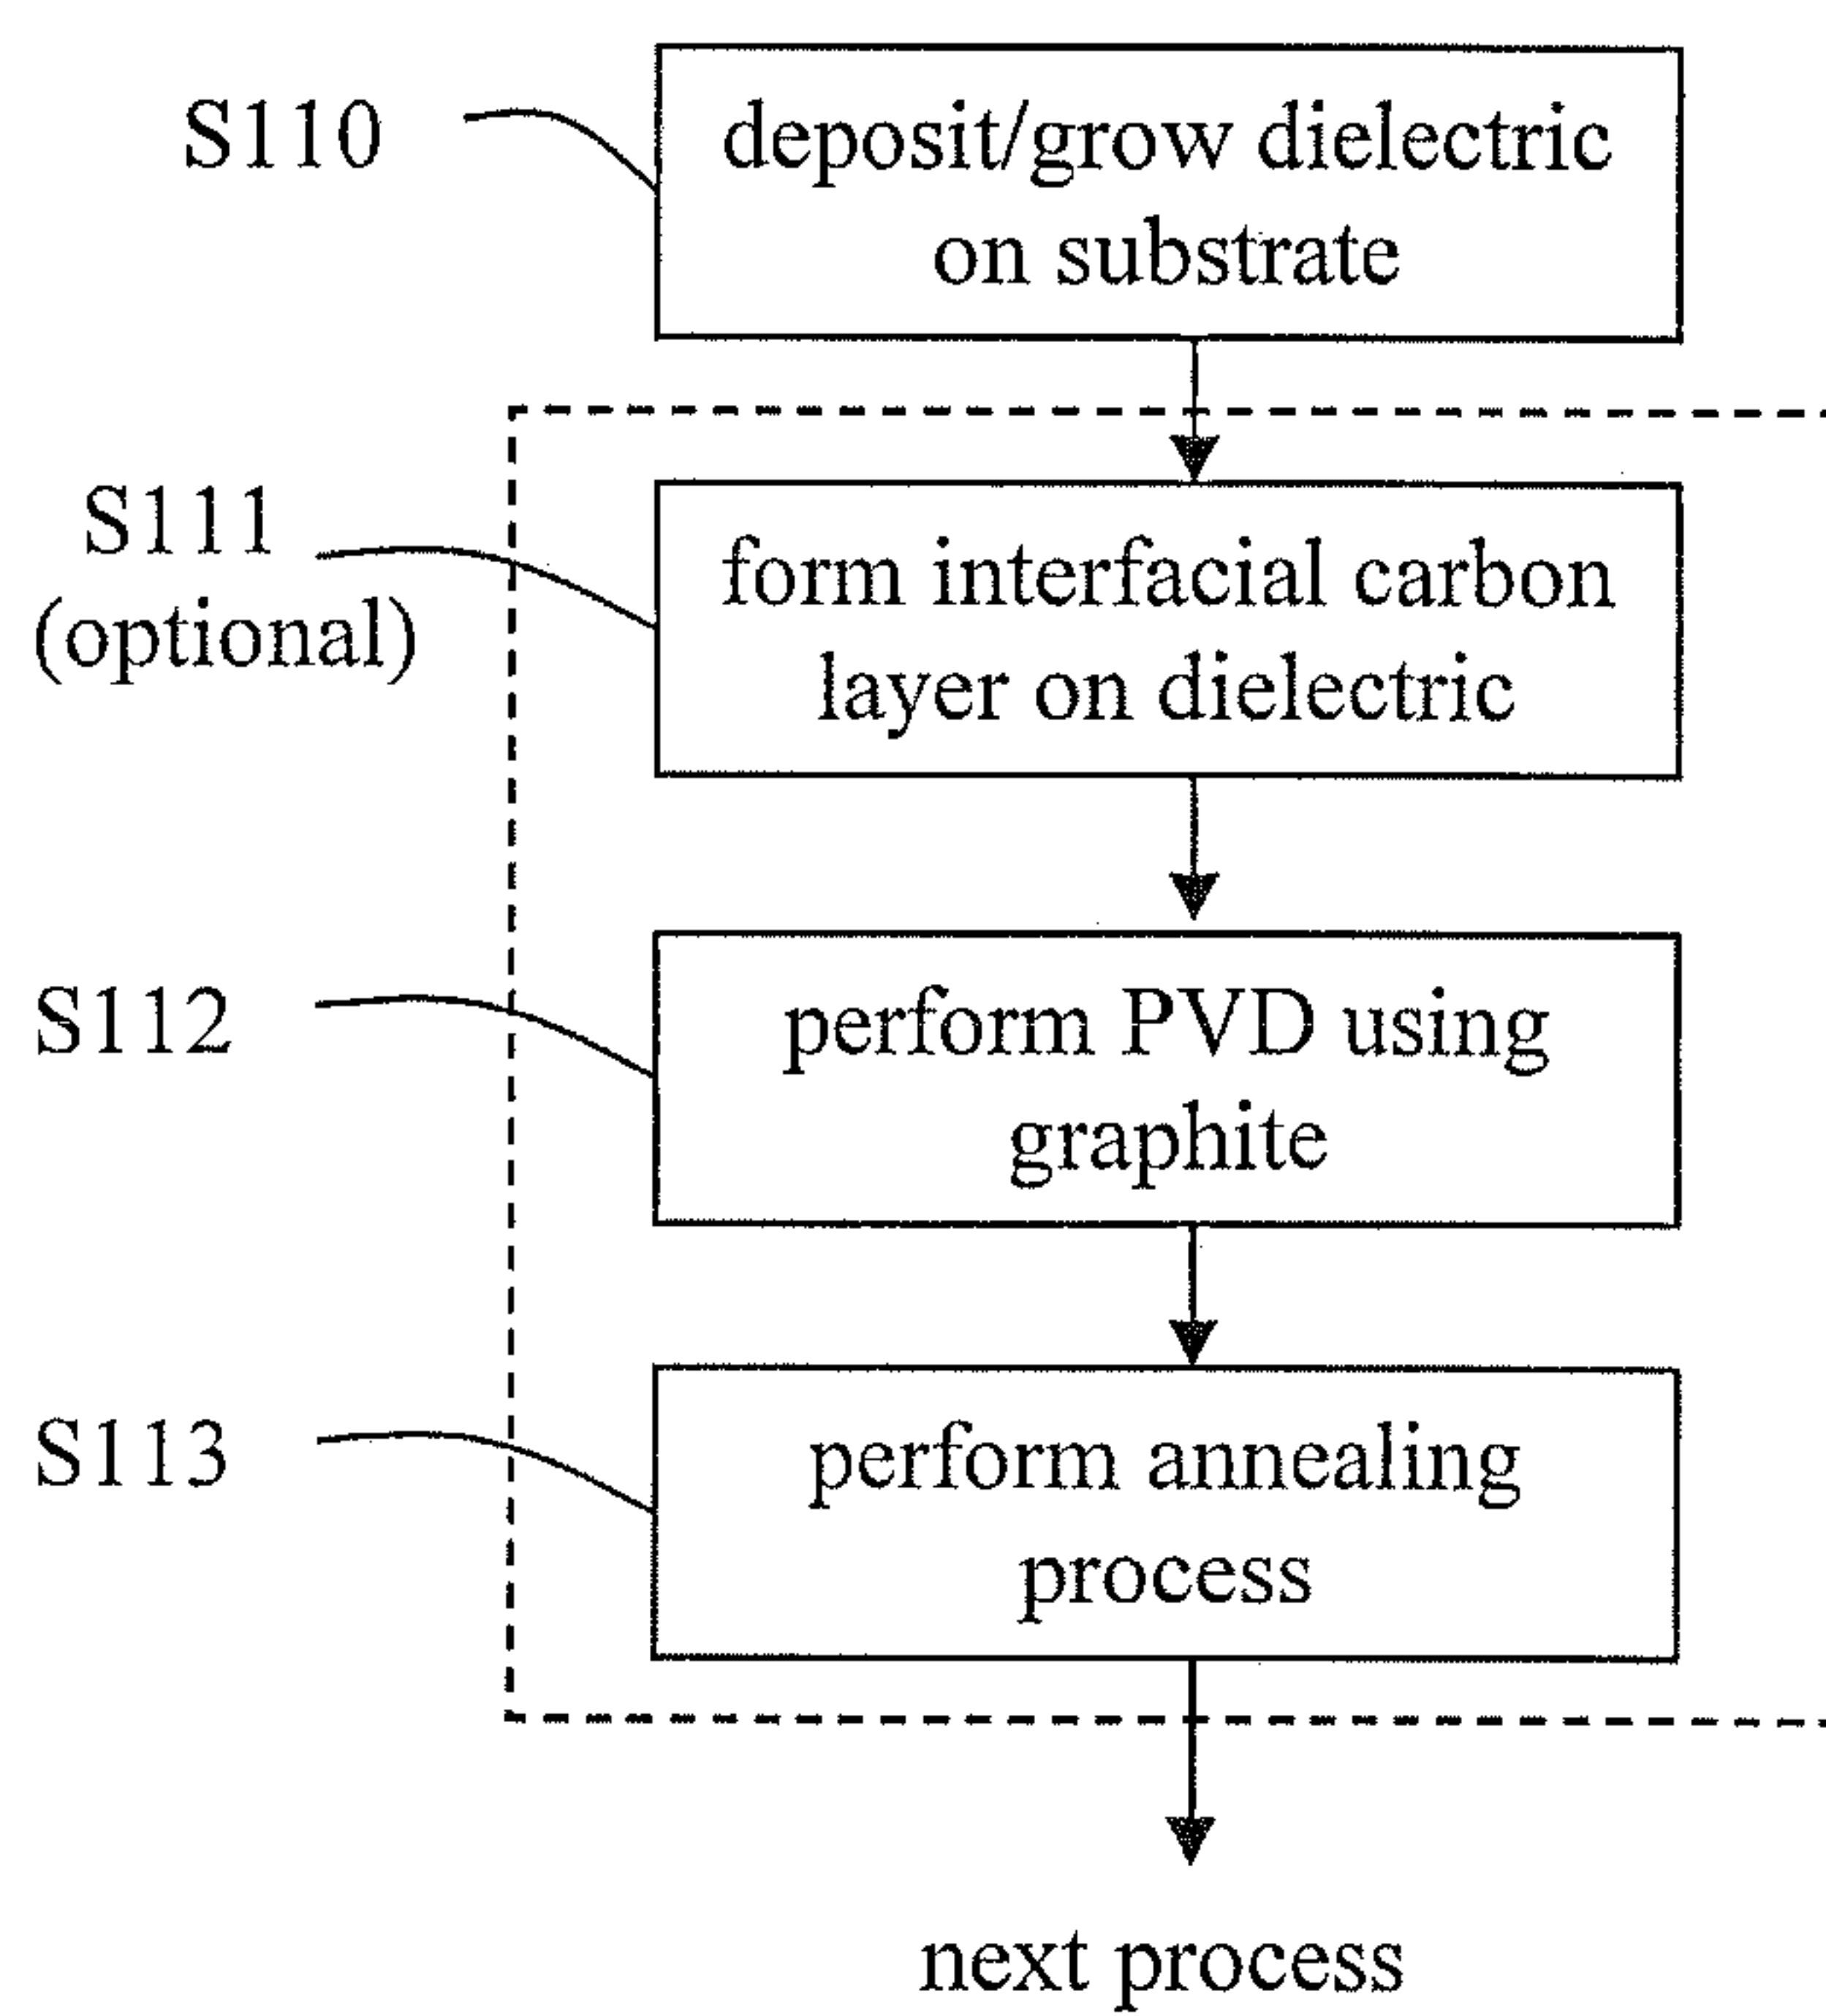 S110
deposit/grow dielectric
on substrate
S111
(optional)
form interfacial carbon
layer on dielectric
S112
perform PVD using
graphite
S113
perform annealing
process
next process